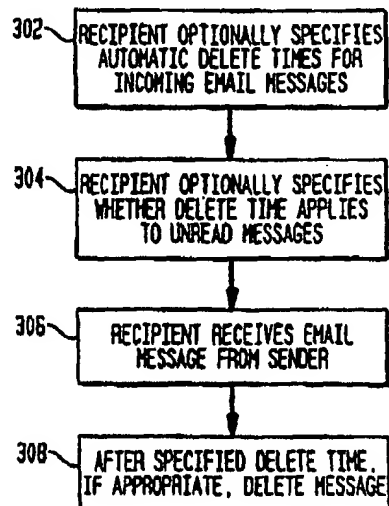 302 RECIPIENT OPTIONALLY SPECIFIES
AUTOMATIC DELETE TIMES FOR
INCOMING EMAIL MESSAGES
304 RECIPIENT OPTIONALLY SPECIFIES
WHETHER DELETE TIME APPLIES
TO UNREAD MESSAGES
306 RECIPIENT RECEIVES EMAIL
MESSAGE FROM SENDER
308 AFTER SPECIFIED DELETE TIME,
IF APPROPRIATE, DELETE MESSAGE